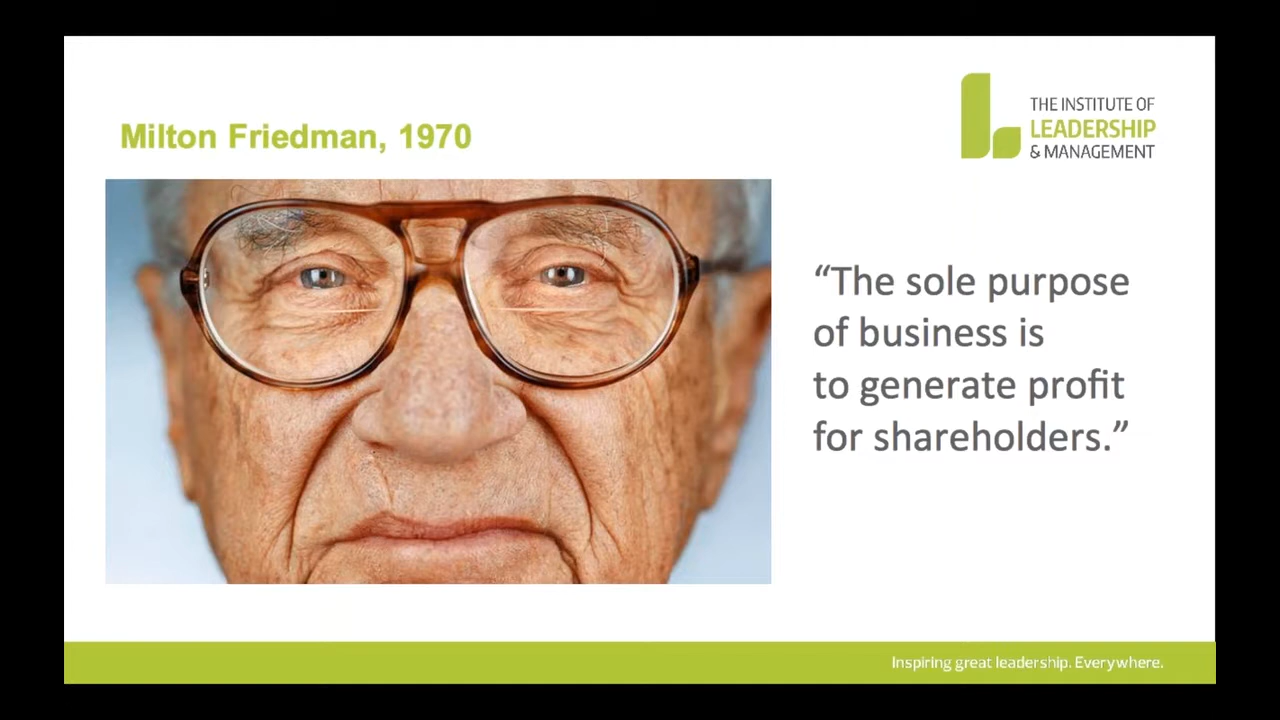 Milton Friedman, 1970
THE INSTITUTE OF
LEADERSHIP
& MANAGEMENT
“The sole purpose
of business is
to generate profit
for shareholders.”
Inspiring great leadership. Everywhere.